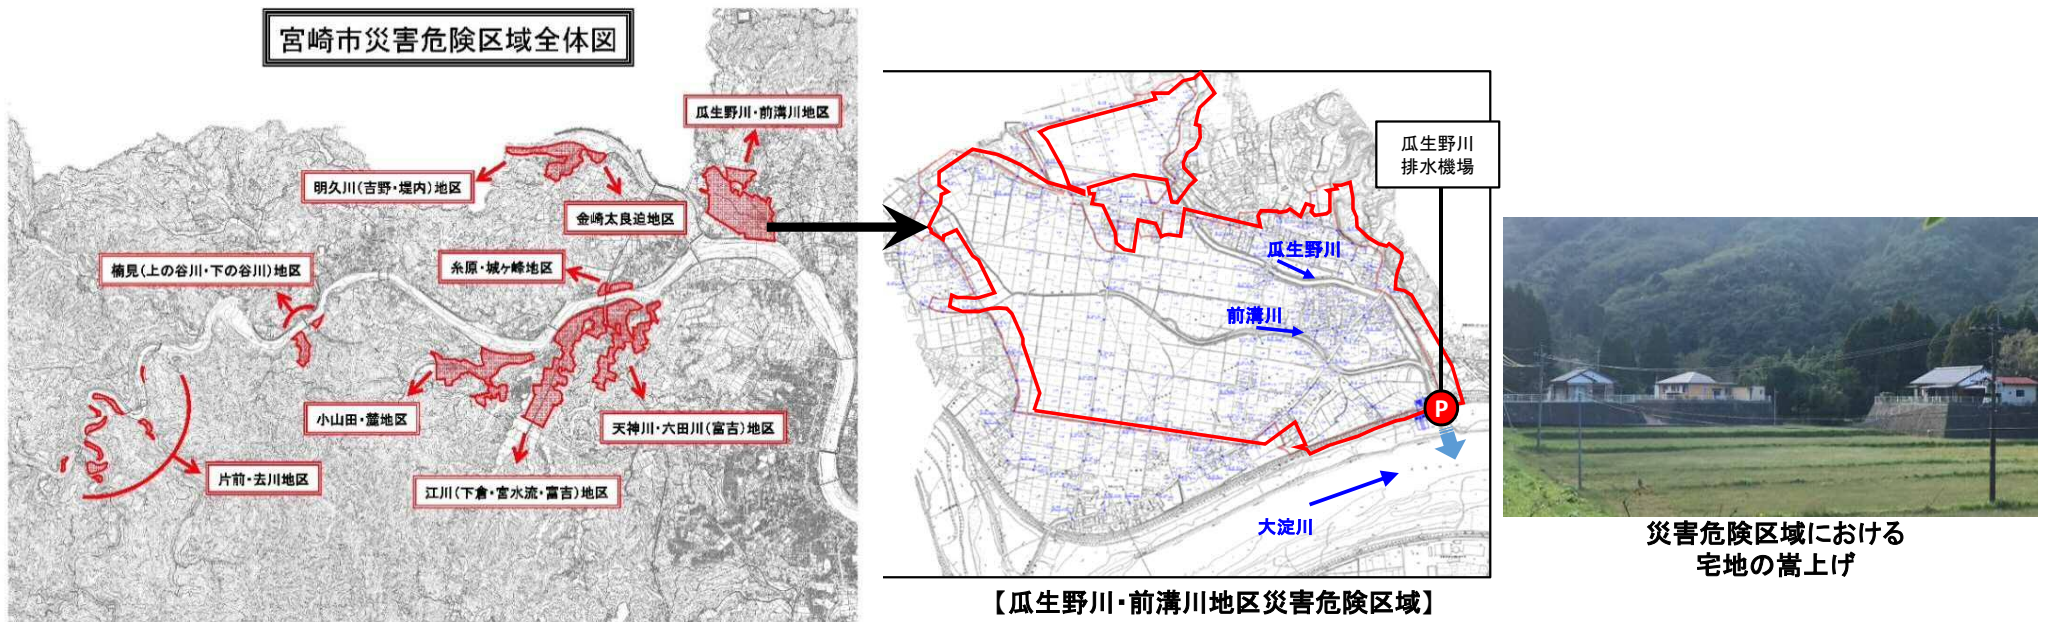 宮崎市災害危険区域全体図
瓜生野川・前溝川地区
明久川(吉野・堤内)地区
金崎太良迫地区
楠見(上の谷川・下の谷川)地区
糸原・城ヶ峰地区
小山田・麓地区
天神川・六田川(富吉)地区
片前・去川地区
江川(下倉・宮水流・富吉)地区
瓜生野川
排水機場
瓜生野川
前溝川
P
大淀川
【瓜生野川・前溝川地区災害危険区域】
災害危険区域における
宅地の嵩上げ